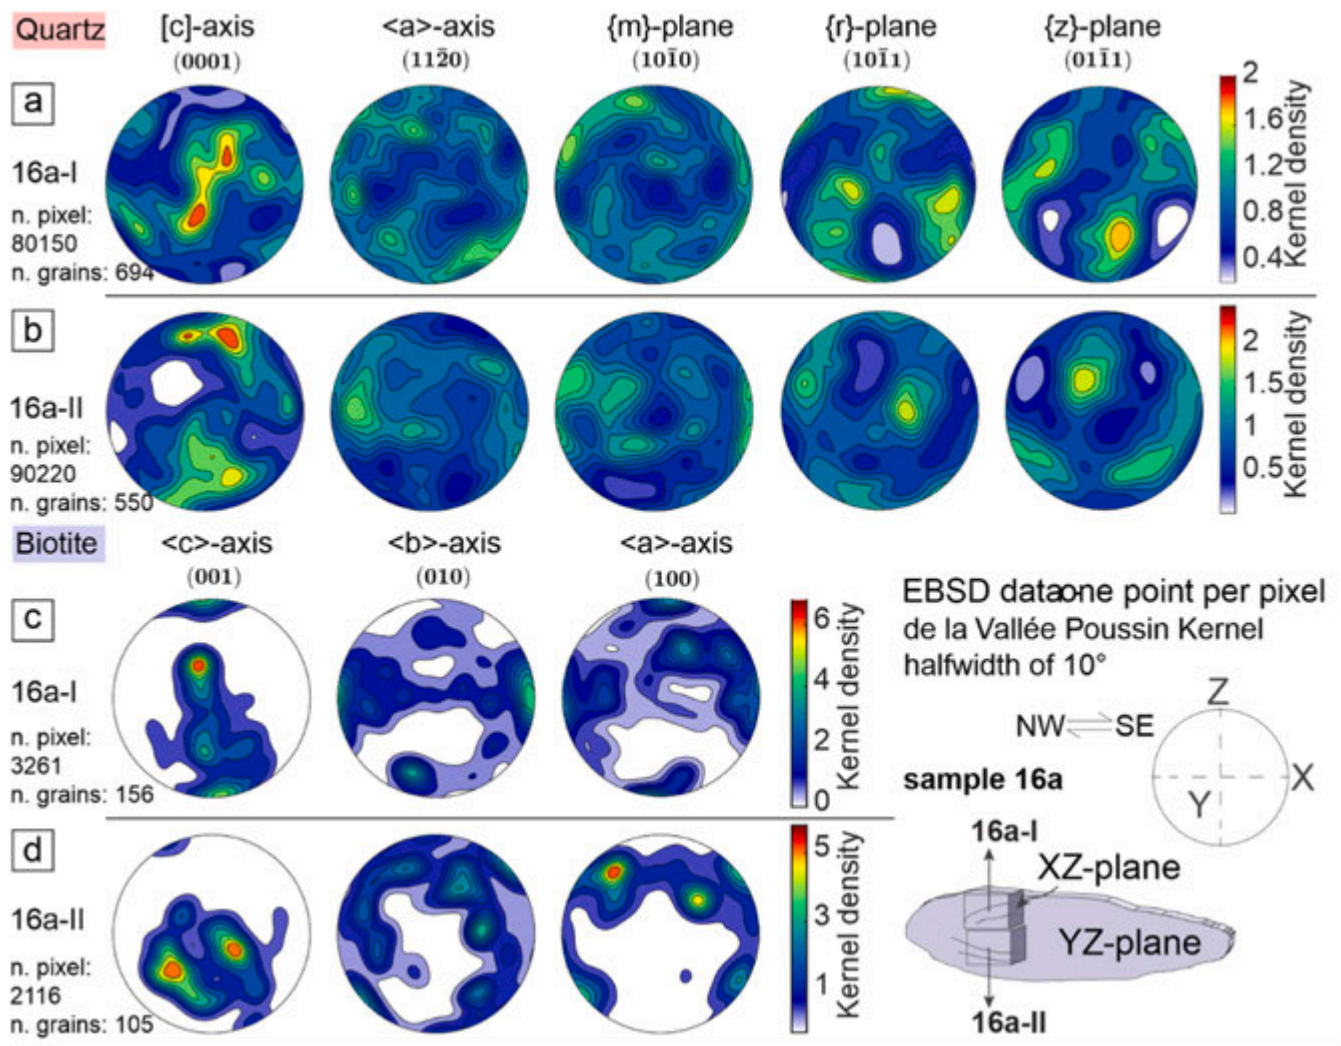 Quartz
[c]-axis <a>-axis {m}-plane {r}-plane {z}-plane
(0001) (112̄0) (101̄0) (101̄1) (011̄1)
a
16a-I
n. pixel:
80150
n. grains: 694
2
1.6
1.2
0.8
0.4
Kernel density
b
16a-II
n. pixel:
90220
n. grains: 550
2
1.5
1
0.5
Kernel density
Biotite
<c>-axis <b>-axis <a>-axis
(001) (010) (100)
c
16a-I
n. pixel:
3261
n. grains: 156
6
4
2
0
Kernel density
d
16a-II
n. pixel:
2116
n. grains: 105
5
3
1
Kernel density
EBSD data-one point per pixel
de la Vallée Poussin Kernel
halfwidth of 10°
Z
NW SE
X
Y
sample 16a
16a-I
XZ-plane
YZ-plane
16a-II